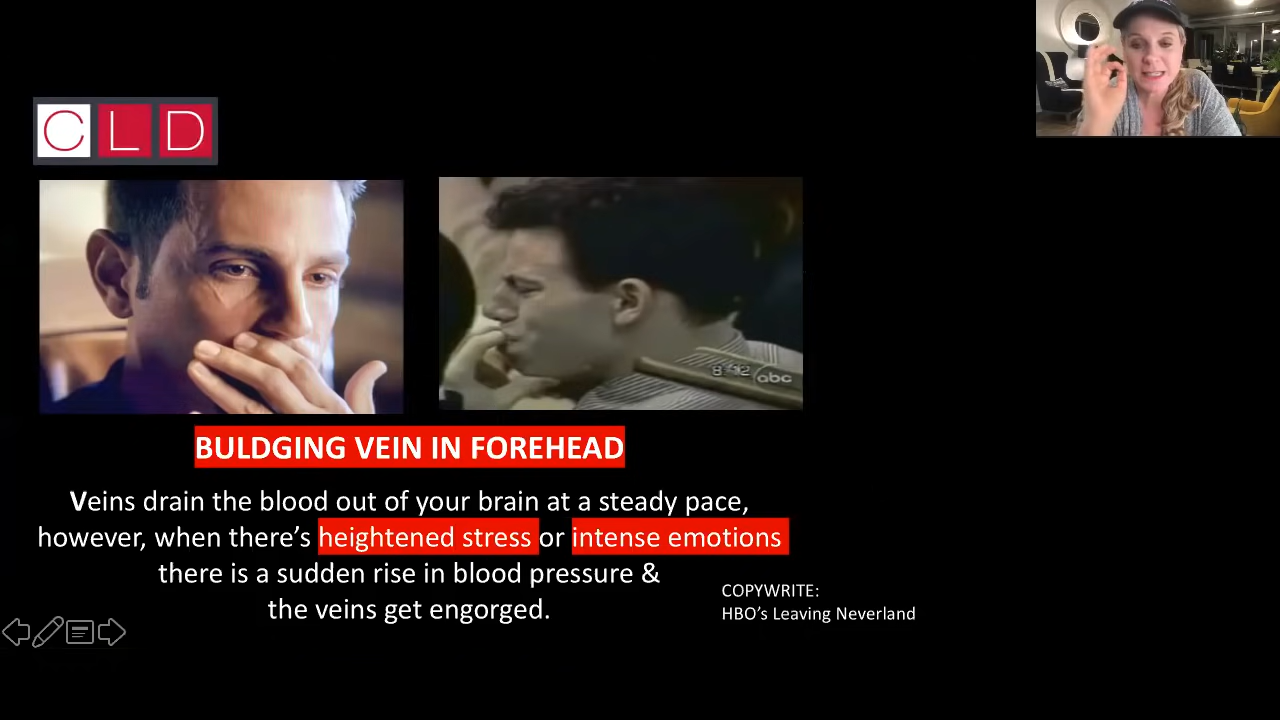 CLD
8:12 abc
BULDGING VEIN IN FOREHEAD
Veins drain the blood out of your brain at a steady pace,
however, when there’s heightened stress or intense emotions
there is a sudden rise in blood pressure &
the veins get engorged.
COPYWRITE:
HBO’s Leaving Neverland